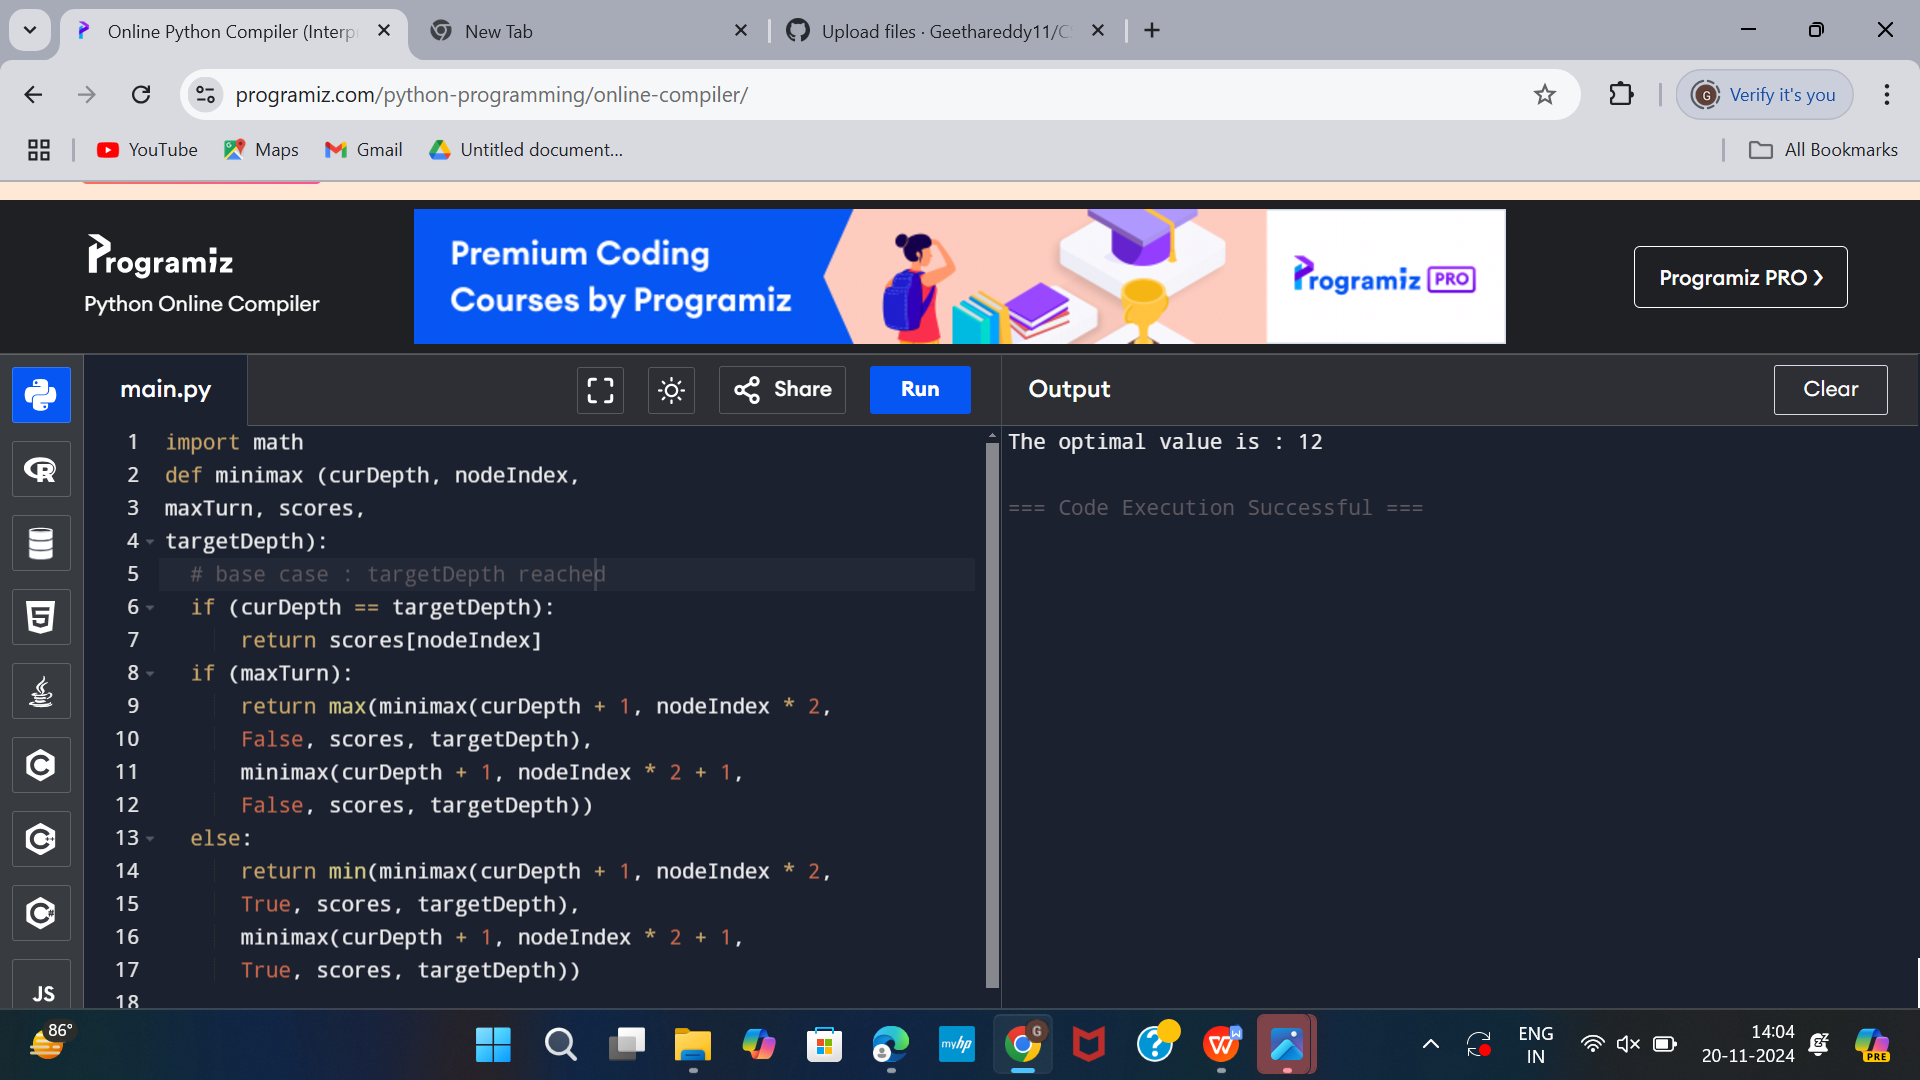 Online Python Compiler (Interp
New Tab
Upload files · Geethareddy11/CS
programiz.com/python-programming/online-compiler/
G
Verify it's you
YouTube
Maps
Gmail
Untitled document...
All Bookmarks
Programiz
Python Online Compiler
Premium Coding
Courses by Programiz
Programiz PRO
Programiz PRO ❯
main.py
Share
Run
Output
Clear
1 import math
2 def minimax (curDepth, nodeIndex,
3 maxTurn, scores,
4 targetDepth):
5 # base case : targetDepth reached
6 if (curDepth == targetDepth):
7 return scores[nodeIndex]
8 if (maxTurn):
9 return max(minimax(curDepth + 1, nodeIndex * 2,
10 False, scores, targetDepth),
11 minimax(curDepth + 1, nodeIndex * 2 + 1,
12 False, scores, targetDepth))
13 else:
14 return min(minimax(curDepth + 1, nodeIndex * 2,
15 True, scores, targetDepth),
16 minimax(curDepth + 1, nodeIndex * 2 + 1,
17 True, scores, targetDepth))
18
The optimal value is : 12
=== Code Execution Successful ===
R
5
C
C++
C#
JS
86°
myhp
G
W
W
ENG
IN
14:04
20-11-2024
PRE